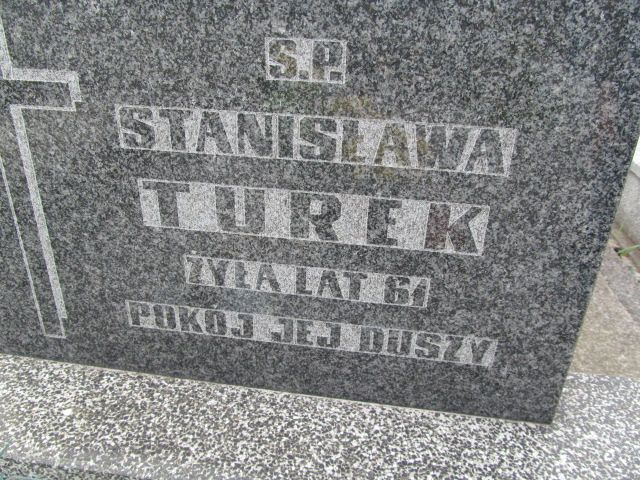 S.P.
STANISŁAWA
TUREK
ŻYŁA LAT 61
POKÓJ JEJ DUSZY